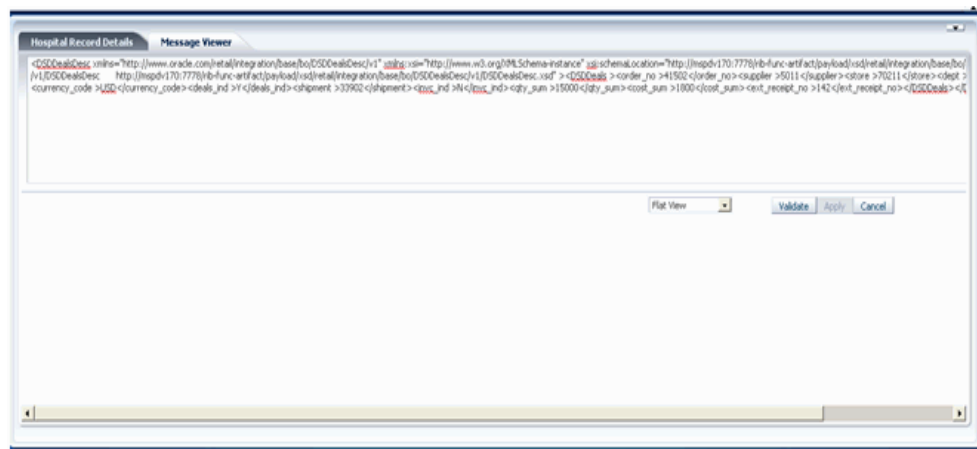 Hospital Record Details
Message Viewer
<DSDDealsDesc xmlns="http://www.oracle.com/retail/integration/base/bo/DSDDealsDesc/v1" xmlns:xsi="http://www.w3.org/XMLSchema-instance" xsi:schemaLocation="http://mspdv170:7778/rib-func-artifact/payload/xsd/retail/integration/base/bo/
/v1/DSDDealsDesc http://mspdv170:7778/rib-func-artifact/payload/xsd/retail/integration/base/bo/DSDDealsDesc/v1/DSDDealsDesc.xsd" ><DSDDeals ><order_no >41502</order_no><supplier >5011</supplier><store >70211</store><dept >
<currency_code >USD</currency_code><deals_ind >Y</deals_ind><shipment >33902</shipment><invc_ind >N</invc_ind><qty_sum >15000</qty_sum><cost_sum >1800</cost_sum><ext_receipt_no >142</ext_receipt_no></DSDDeals></
Flat View
Validate
Apply
Cancel